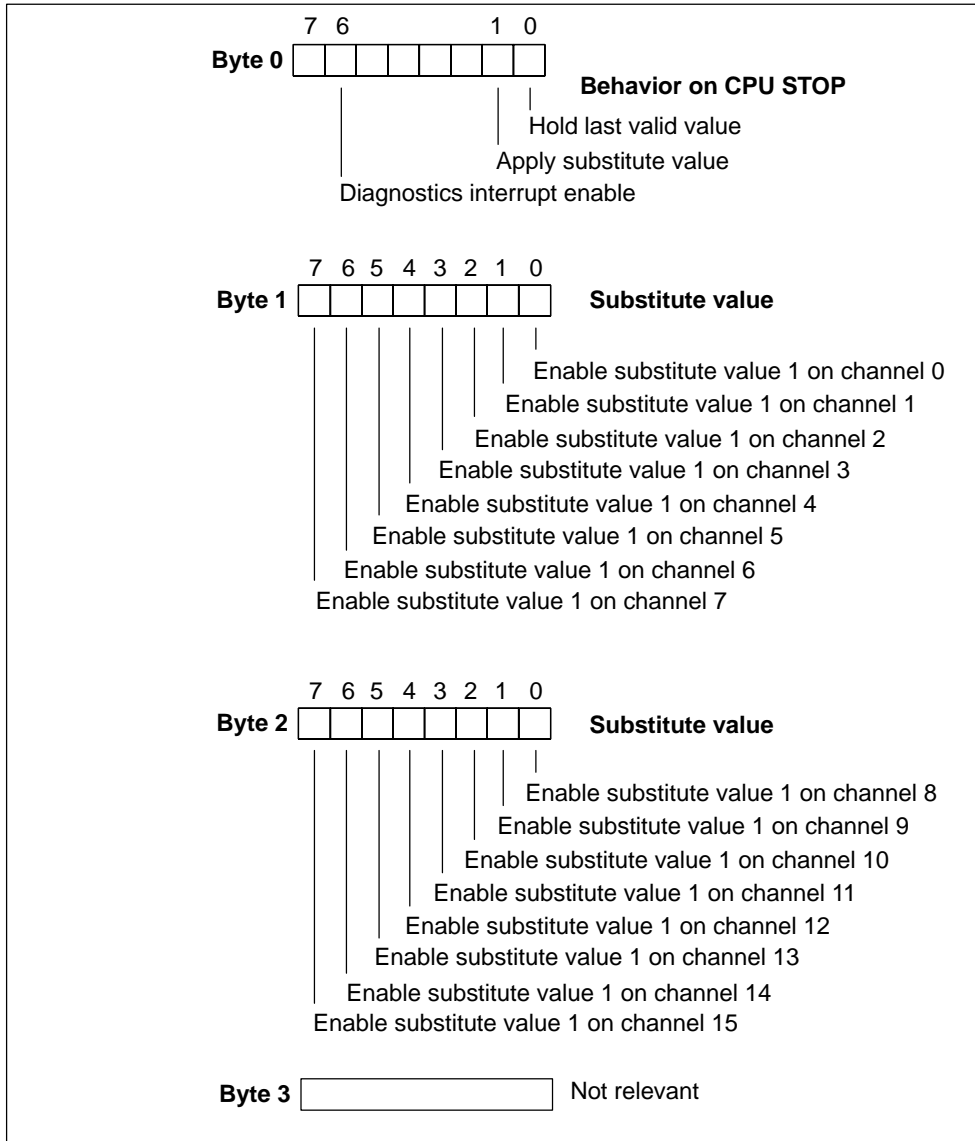 7 6 1 0
Byte 0
Behavior on CPU STOP
Hold last valid value
Apply substitute value
Diagnostics interrupt enable
7 6 5 4 3 2 1 0
Byte 1 Substitute value
Enable substitute value 1 on channel 0
Enable substitute value 1 on channel 1
Enable substitute value 1 on channel 2
Enable substitute value 1 on channel 3
Enable substitute value 1 on channel 4
Enable substitute value 1 on channel 5
Enable substitute value 1 on channel 6
Enable substitute value 1 on channel 7
7 6 5 4 3 2 1 0
Byte 2 Substitute value
Enable substitute value 1 on channel 8
Enable substitute value 1 on channel 9
Enable substitute value 1 on channel 10
Enable substitute value 1 on channel 11
Enable substitute value 1 on channel 12
Enable substitute value 1 on channel 13
Enable substitute value 1 on channel 14
Enable substitute value 1 on channel 15
Byte 3 Not relevant